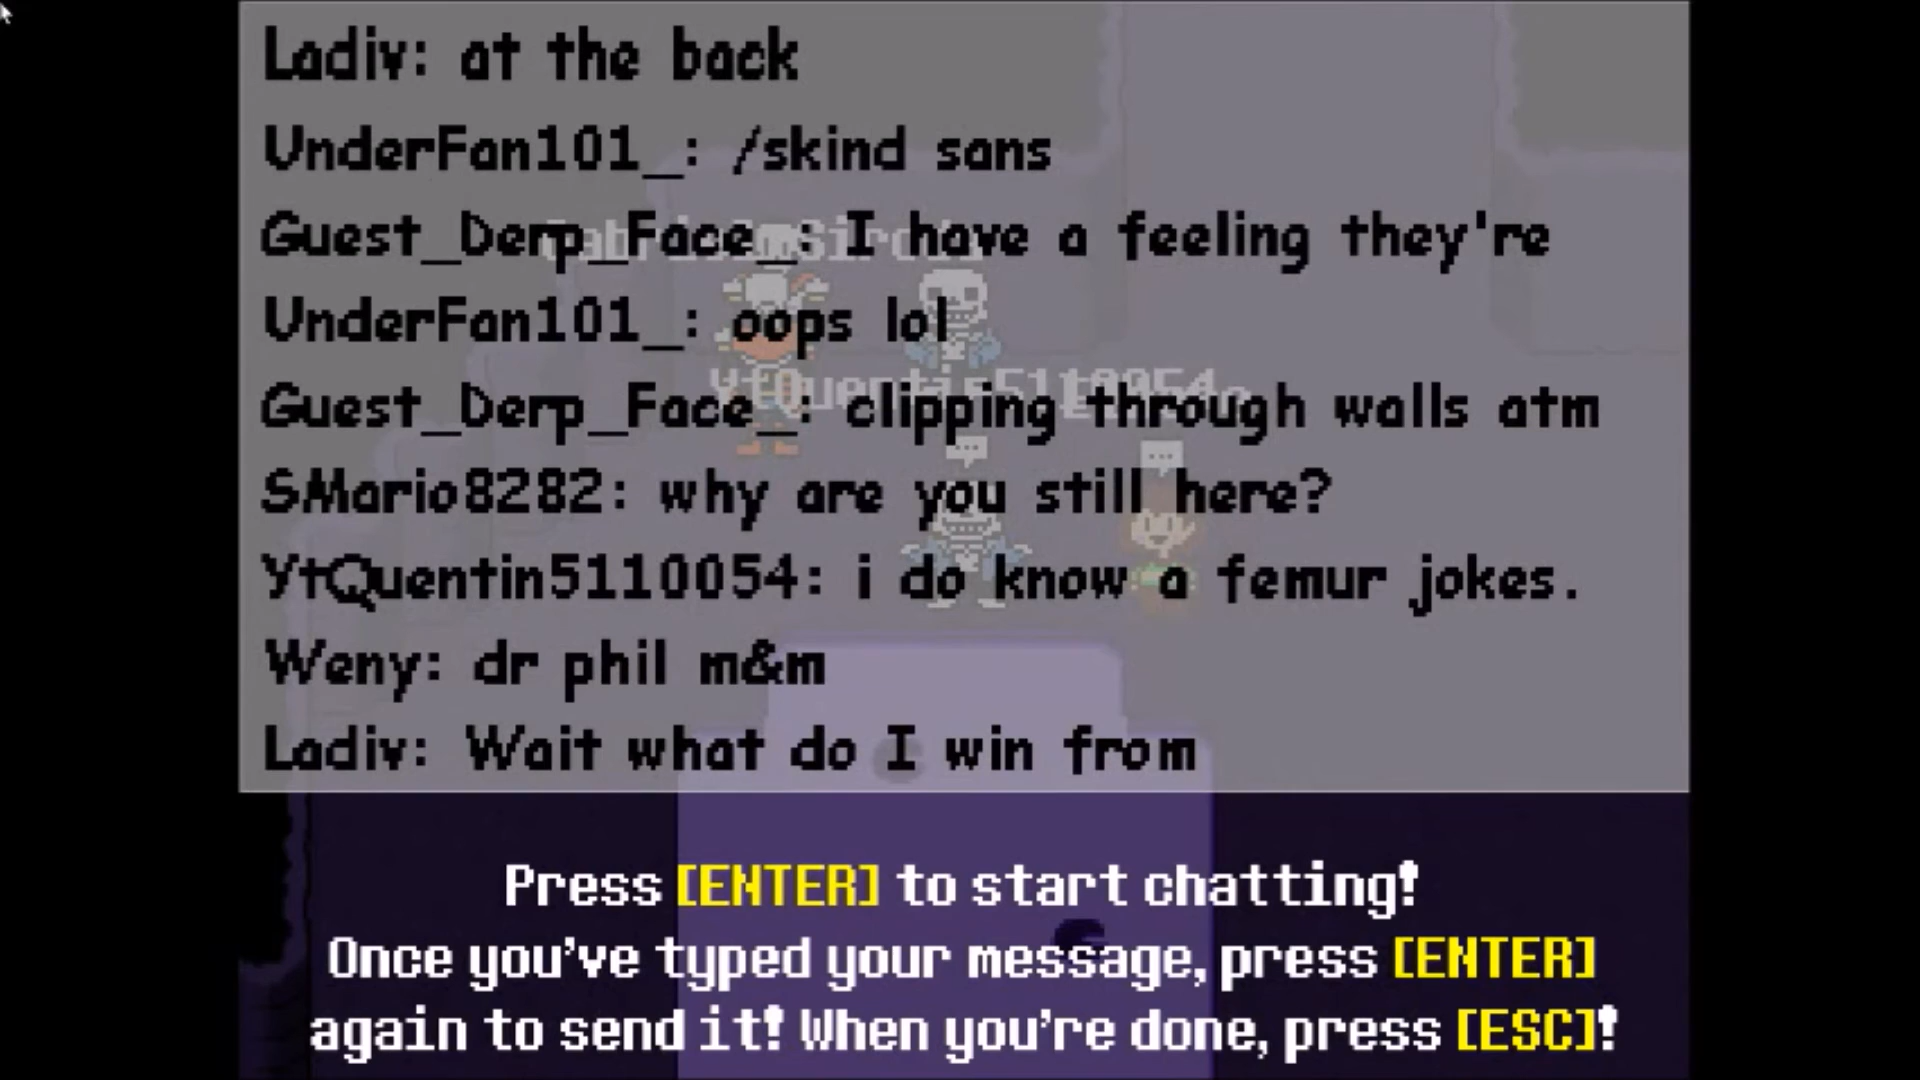 Ladiv: at the back
UnderFan101_: /skind sans
Guest_Derp_Face_: I have a feeling they're
UnderFan101_: oops lol
Guest_Derp_Face_: clipping through walls atm
YtQuentin5110054
SMario8282: why are you still here?
YtQuentin5110054: i do know a femur jokes.
Weny: dr phil m&m
Ladiv: Wait what do I win from
Press [ENTER] to start chatting!
Once you've typed your message, press [ENTER]
again to send it! When you're done, press [ESC]!